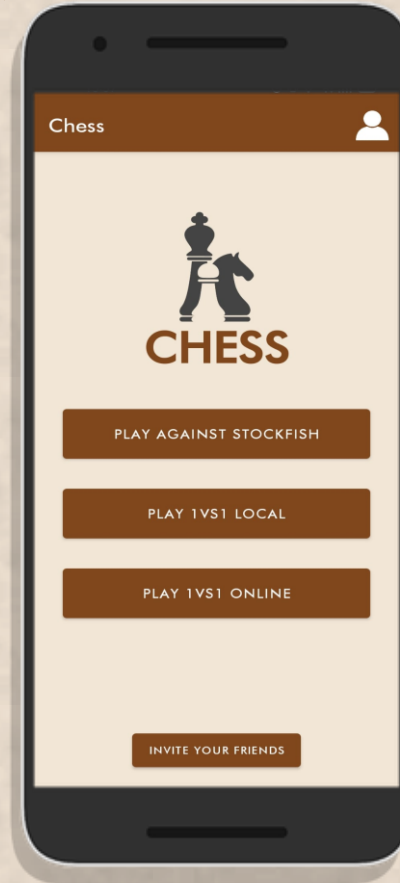 Chess
CHESS
PLAY AGAINST STOCKFISH
PLAY 1VS1 LOCAL
PLAY 1VS1 ONLINE
INVITE YOUR FRIENDS